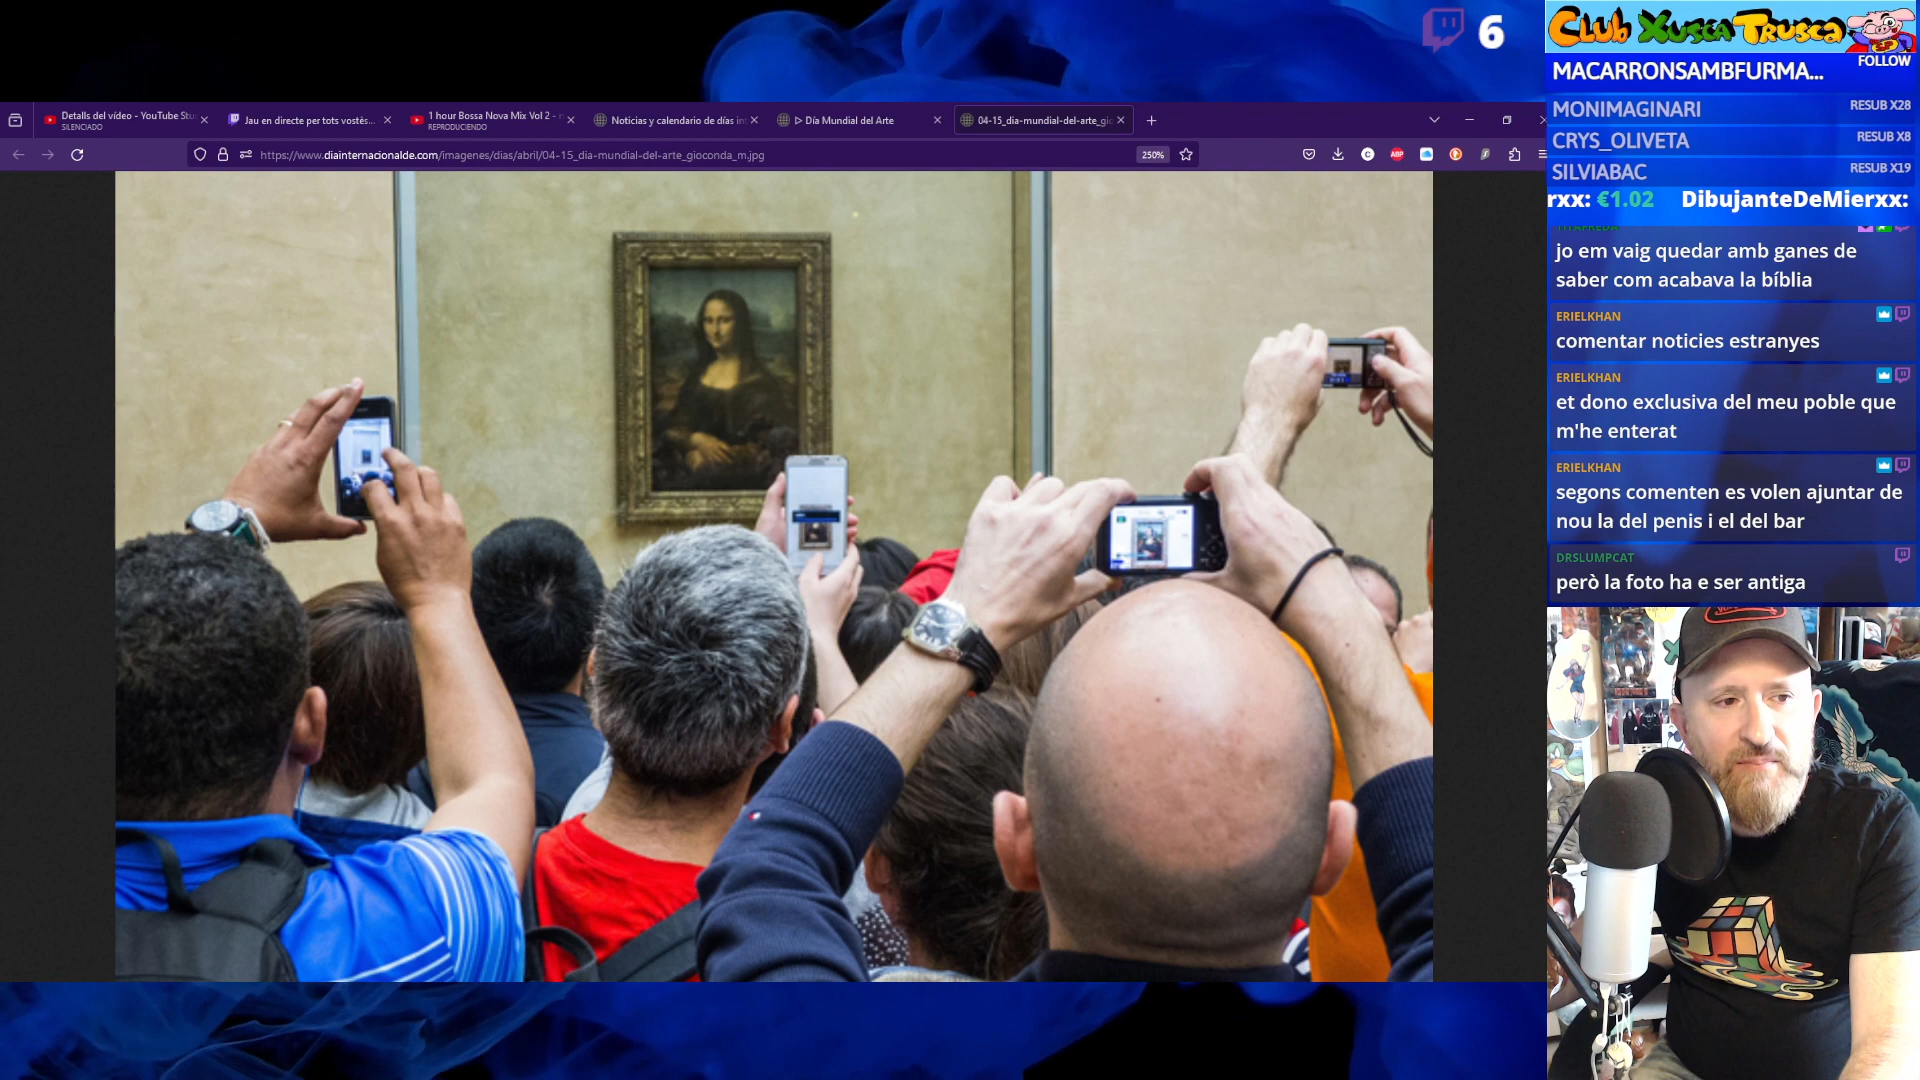 6
Club Xusca Trusca
FOLLOW
MACARRONSAMBFURMA...
MONIMAGINARI RESUB X28
CRYS_OLIVETA RESUB X8
SILVIABAC RESUB X19
rxx: €1.02 DibujanteDeMierxx:
Detalls del vídeo - YouTube Stu
SILENCIADO
Jau en directe per tots vostès...
1 hour Bossa Nova Mix Vol 2 -
REPRODUCIENDO
Noticias y calendario de días in
▷ Día Mundial del Arte
04-15_dia-mundial-del-arte_gio
https://www.diainternacionalde.com/imagenes/dias/abril/04-15_dia-mundial-del-arte_gioconda_m.jpg
250%
ABP
jo em vaig quedar amb ganes de
saber com acabava la bíblia
ERIELKHAN
comentar noticies estranyes
ERIELKHAN
et dono exclusiva del meu poble que
m'he enterat
ERIELKHAN
segons comenten es volen ajuntar de
nou la del penis i el del bar
DRSLUMPCAT
però la foto ha e ser antiga